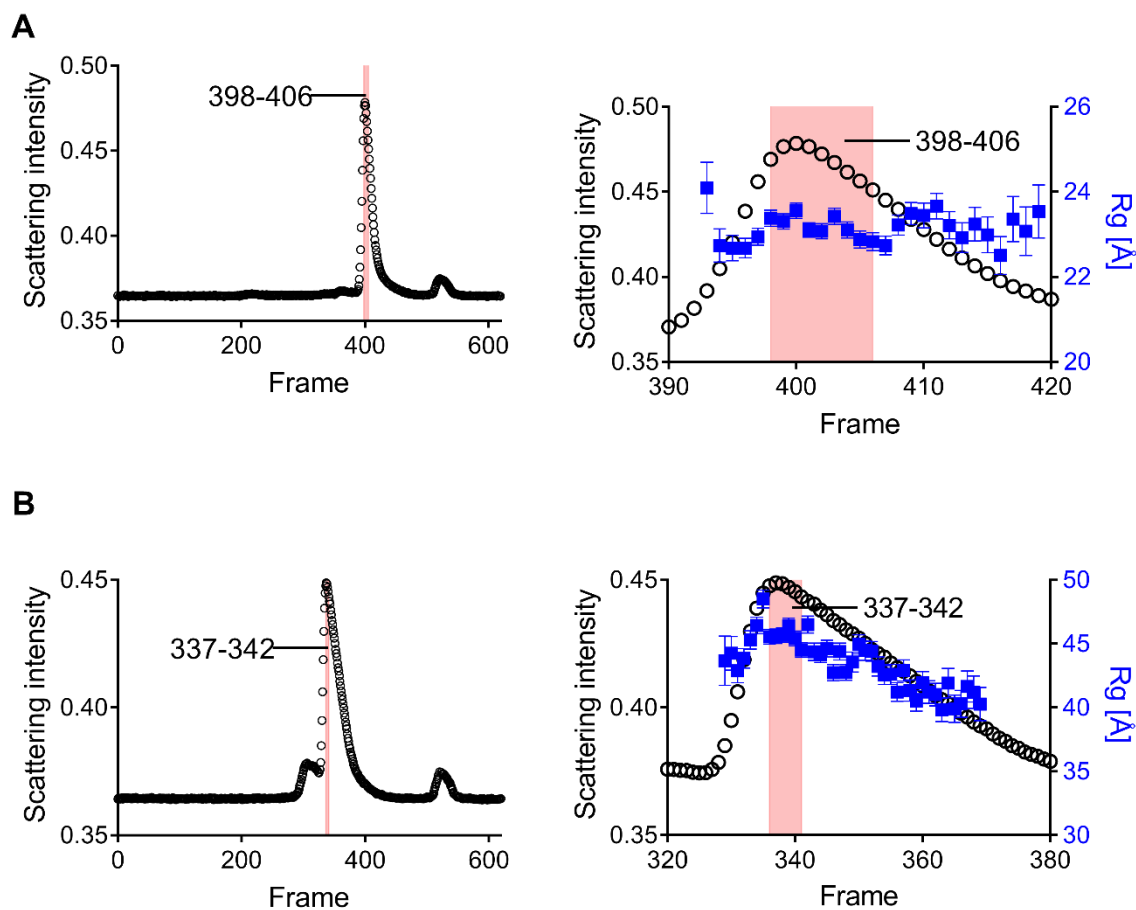 A
Scattering intensity
0.50
0.45
0.40
0.35
398-406
0 200 400 600
Frame
Scattering intensity
0.50
0.45
0.40
0.35
398-406
26
24
22
20
Rg [Å]
390 400 410 420
Frame
B
Scattering intensity
0.45
0.40
0.35
337-342
0 200 400 600
Frame
Scattering intensity
0.45
0.40
0.35
337-342
50
45
40
35
30
Rg [Å]
320 340 360 380
Frame